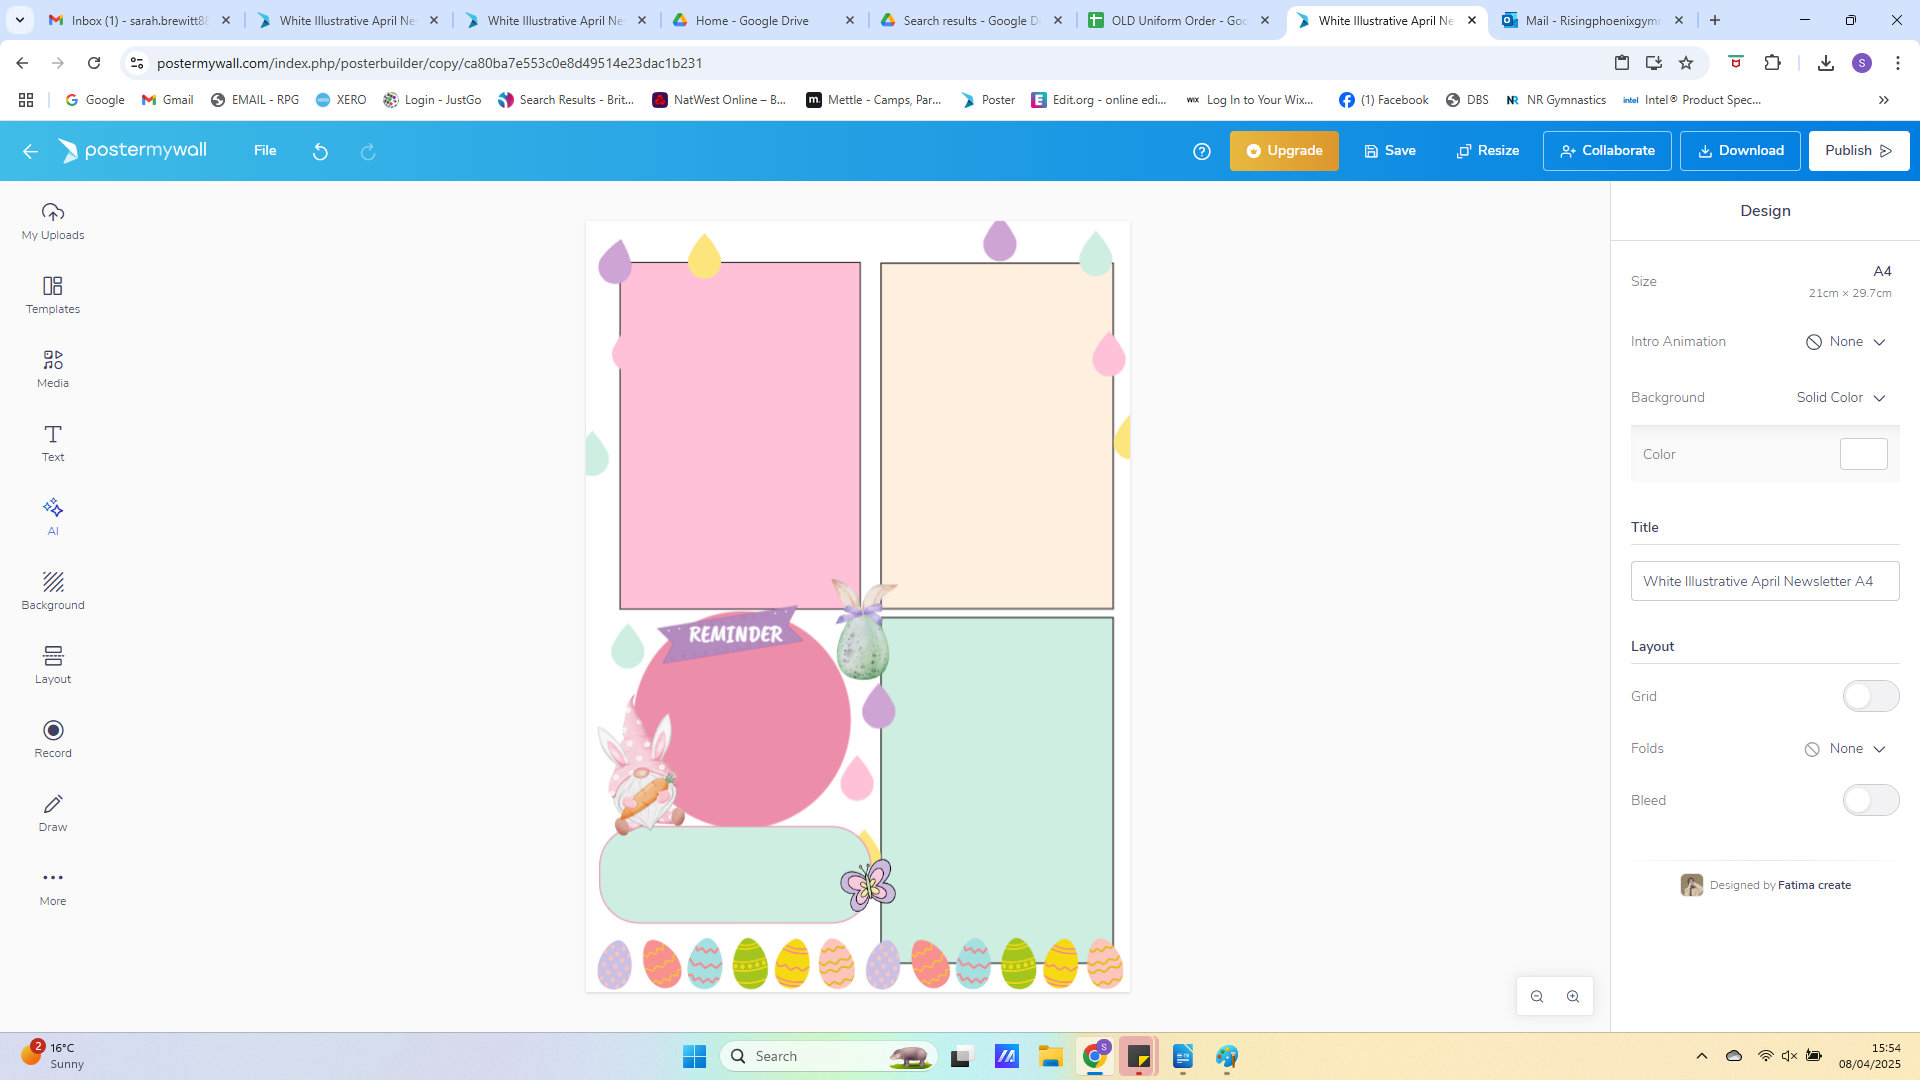 Inbox (1) - sarah.brewitt88
White Illustrative April Ne
White Illustrative April Ne
Home - Google Drive
Search results - Google D
OLD Uniform Order - Goo
White Illustrative April Ne
Mail - Risingphoenixgym
postermywall.com/index.php/posterbuilder/copy/ca80ba7e553c0e8d49514e23dac1b231
S
Google
Gmail
EMAIL - RPG
XERO
Login - JustGo
Search Results - Brit...
NatWest Online – B...
Mettle - Camps, Par...
Poster
Edit.org - online edi...
WIX Log In to Your Wix...
(1) Facebook
DBS
NR NR Gymnastics
intel Intel® Product Spec...
postermywall
File
Upgrade
Save
Resize
Collaborate
Download
Publish
My Uploads
Templates
Media
Text
AI
Background
Layout
Record
Draw
More
REMINDER
Design
Size
A4
21cm × 29.7cm
Intro Animation
None
Background
Solid Color
Color
Title
White Illustrative April Newsletter A4
Layout
Grid
Folds
None
Bleed
Designed by Fatima create
2
16°C
Sunny
Search
S
15:54
08/04/2025